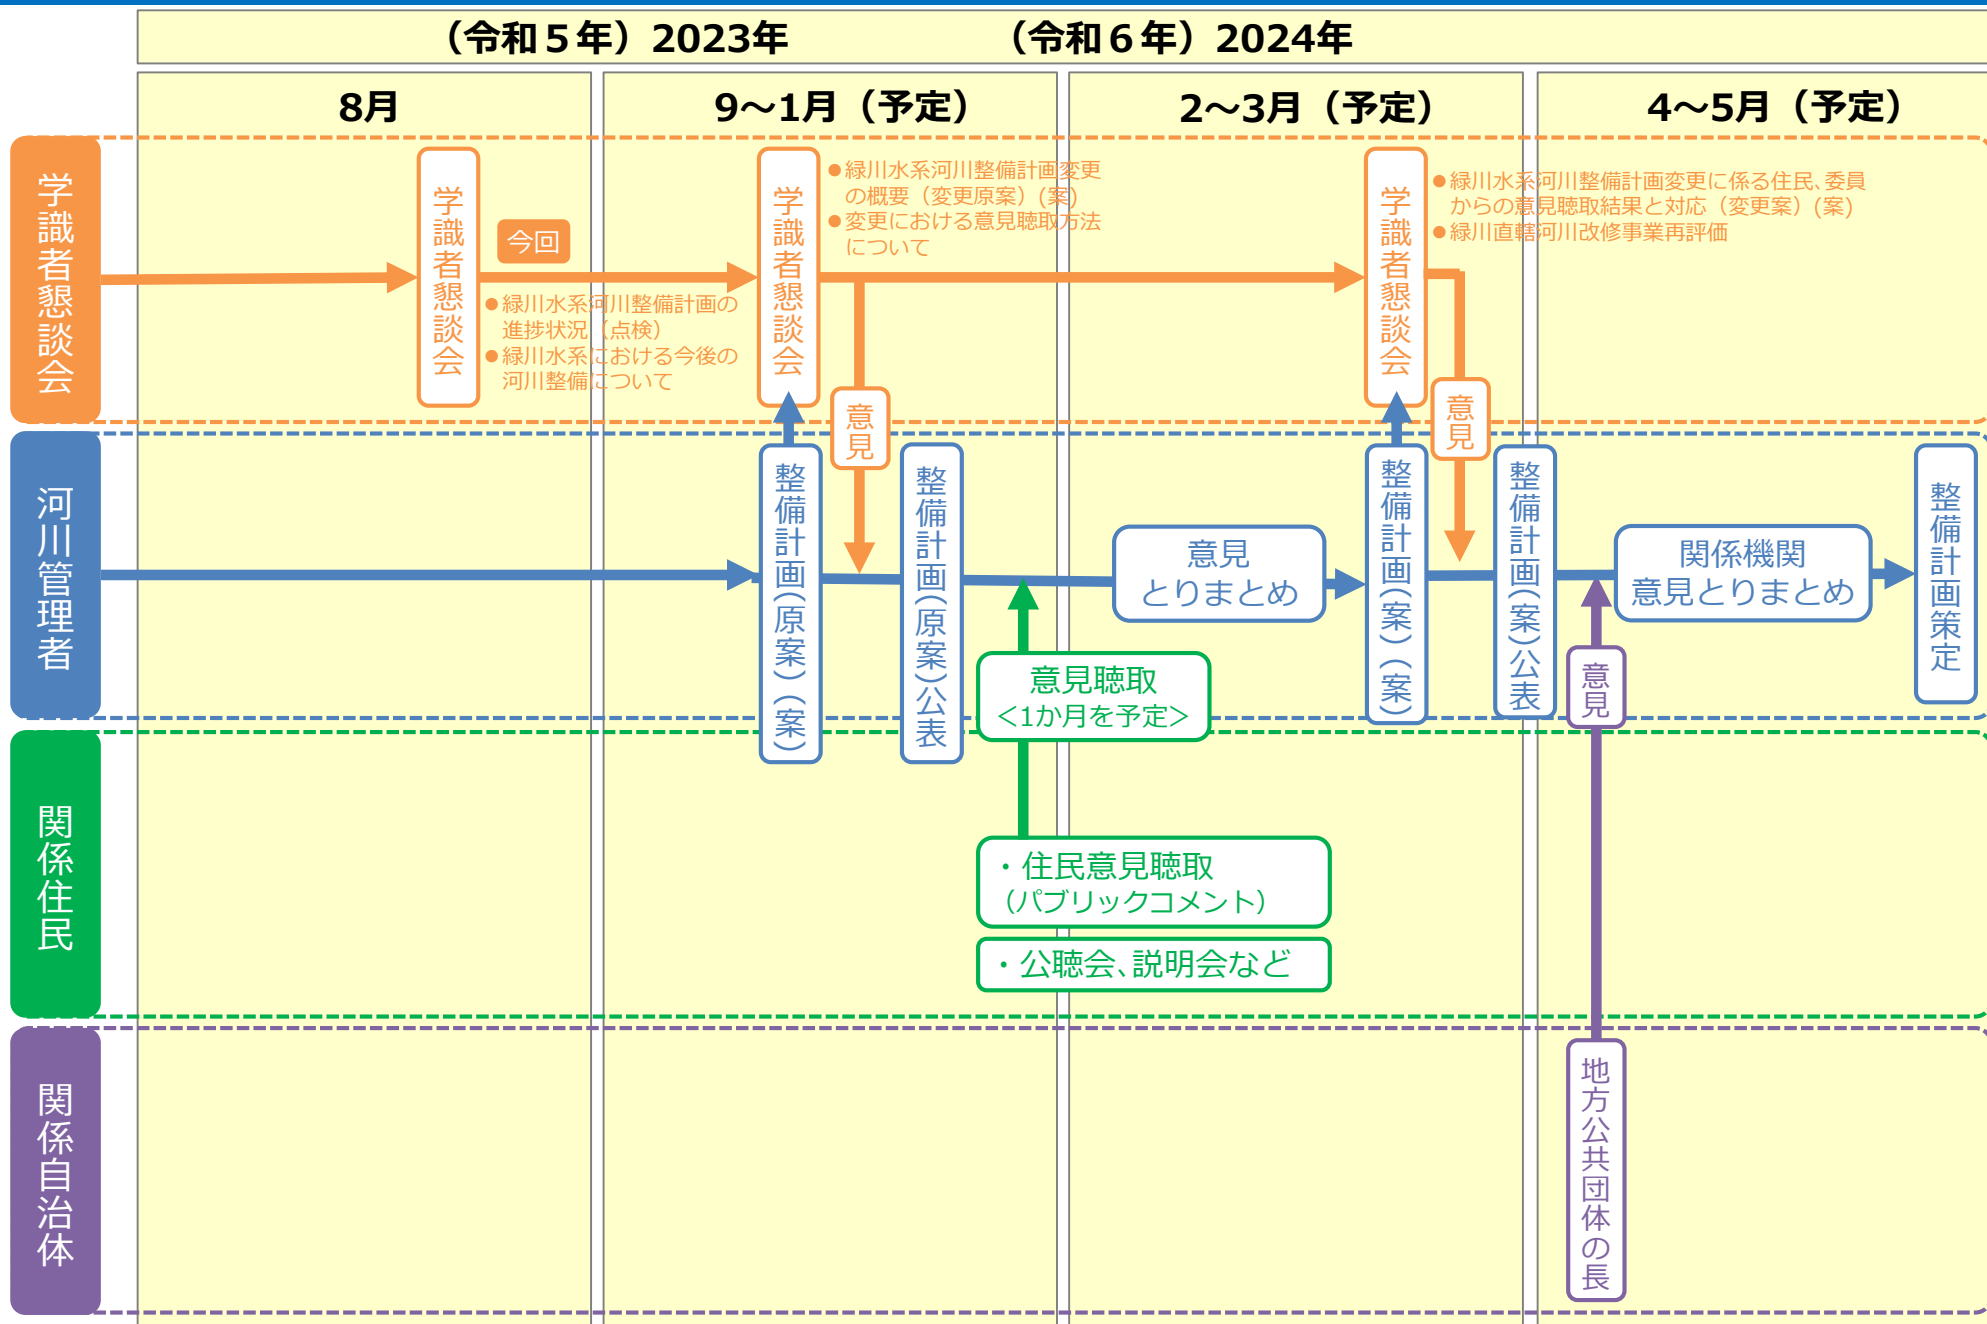 （令和５年）2023年
（令和６年）2024年
8月
9～1月（予定）
2～3月（予定）
4～5月（予定）
学識者懇談会
学識者懇談会
今回
●緑川水系河川整備計画の
進捗状況（点検）
●緑川水系における今後の
河川整備について
学識者懇談会
●緑川水系河川整備計画変更
の概要（変更原案）(案)
●変更における意見聴取方法
について
意見
学識者懇談会
●緑川水系河川整備計画変更に係る住民、委員
からの意見聴取結果と対応（変更案）(案)
●緑川直轄河川改修事業再評価
意見
河川管理者
整備計画（原案）（案）
整備計画（原案）公表
意見
とりまとめ
整備計画（案）（案）
整備計画（案）公表
関係機関
意見とりまとめ
整備計画策定
意見聴取
＜1か月を予定＞
意見
関係住民
・住民意見聴取
（パブリックコメント）
・公聴会、説明会など
関係自治体
地方公共団体の長